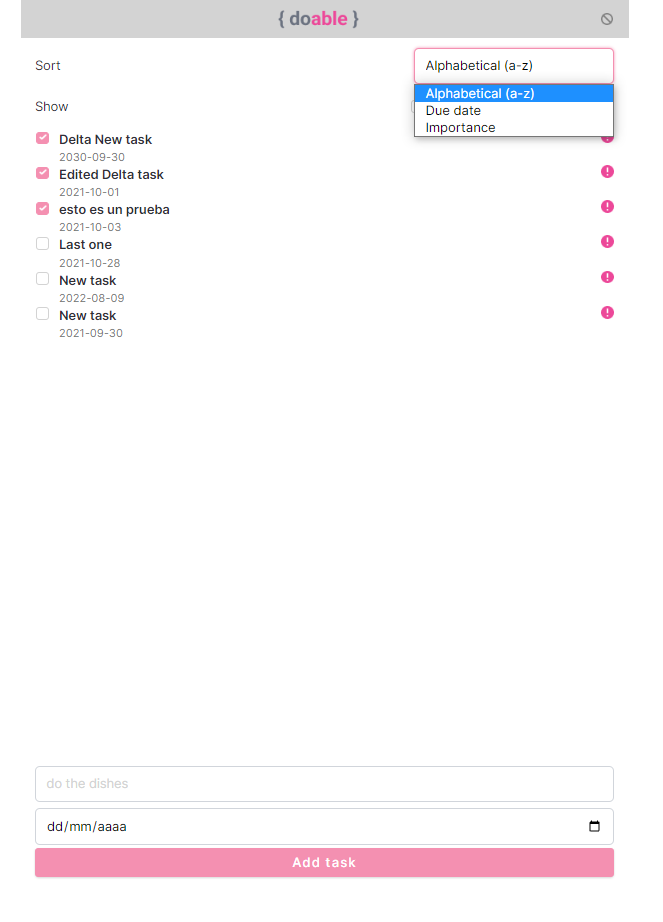 { doable }
Sort
Alphabetical (a-z)
Alphabetical (a-z)
Due date
Importance
Show
Delta New task
2030-09-30
Edited Delta task
2021-10-01
esto es un prueba
2021-10-03
Last one
2021-10-28
New task
2022-08-09
New task
2021-09-30
do the dishes
dd/mm/aaaa
Add task